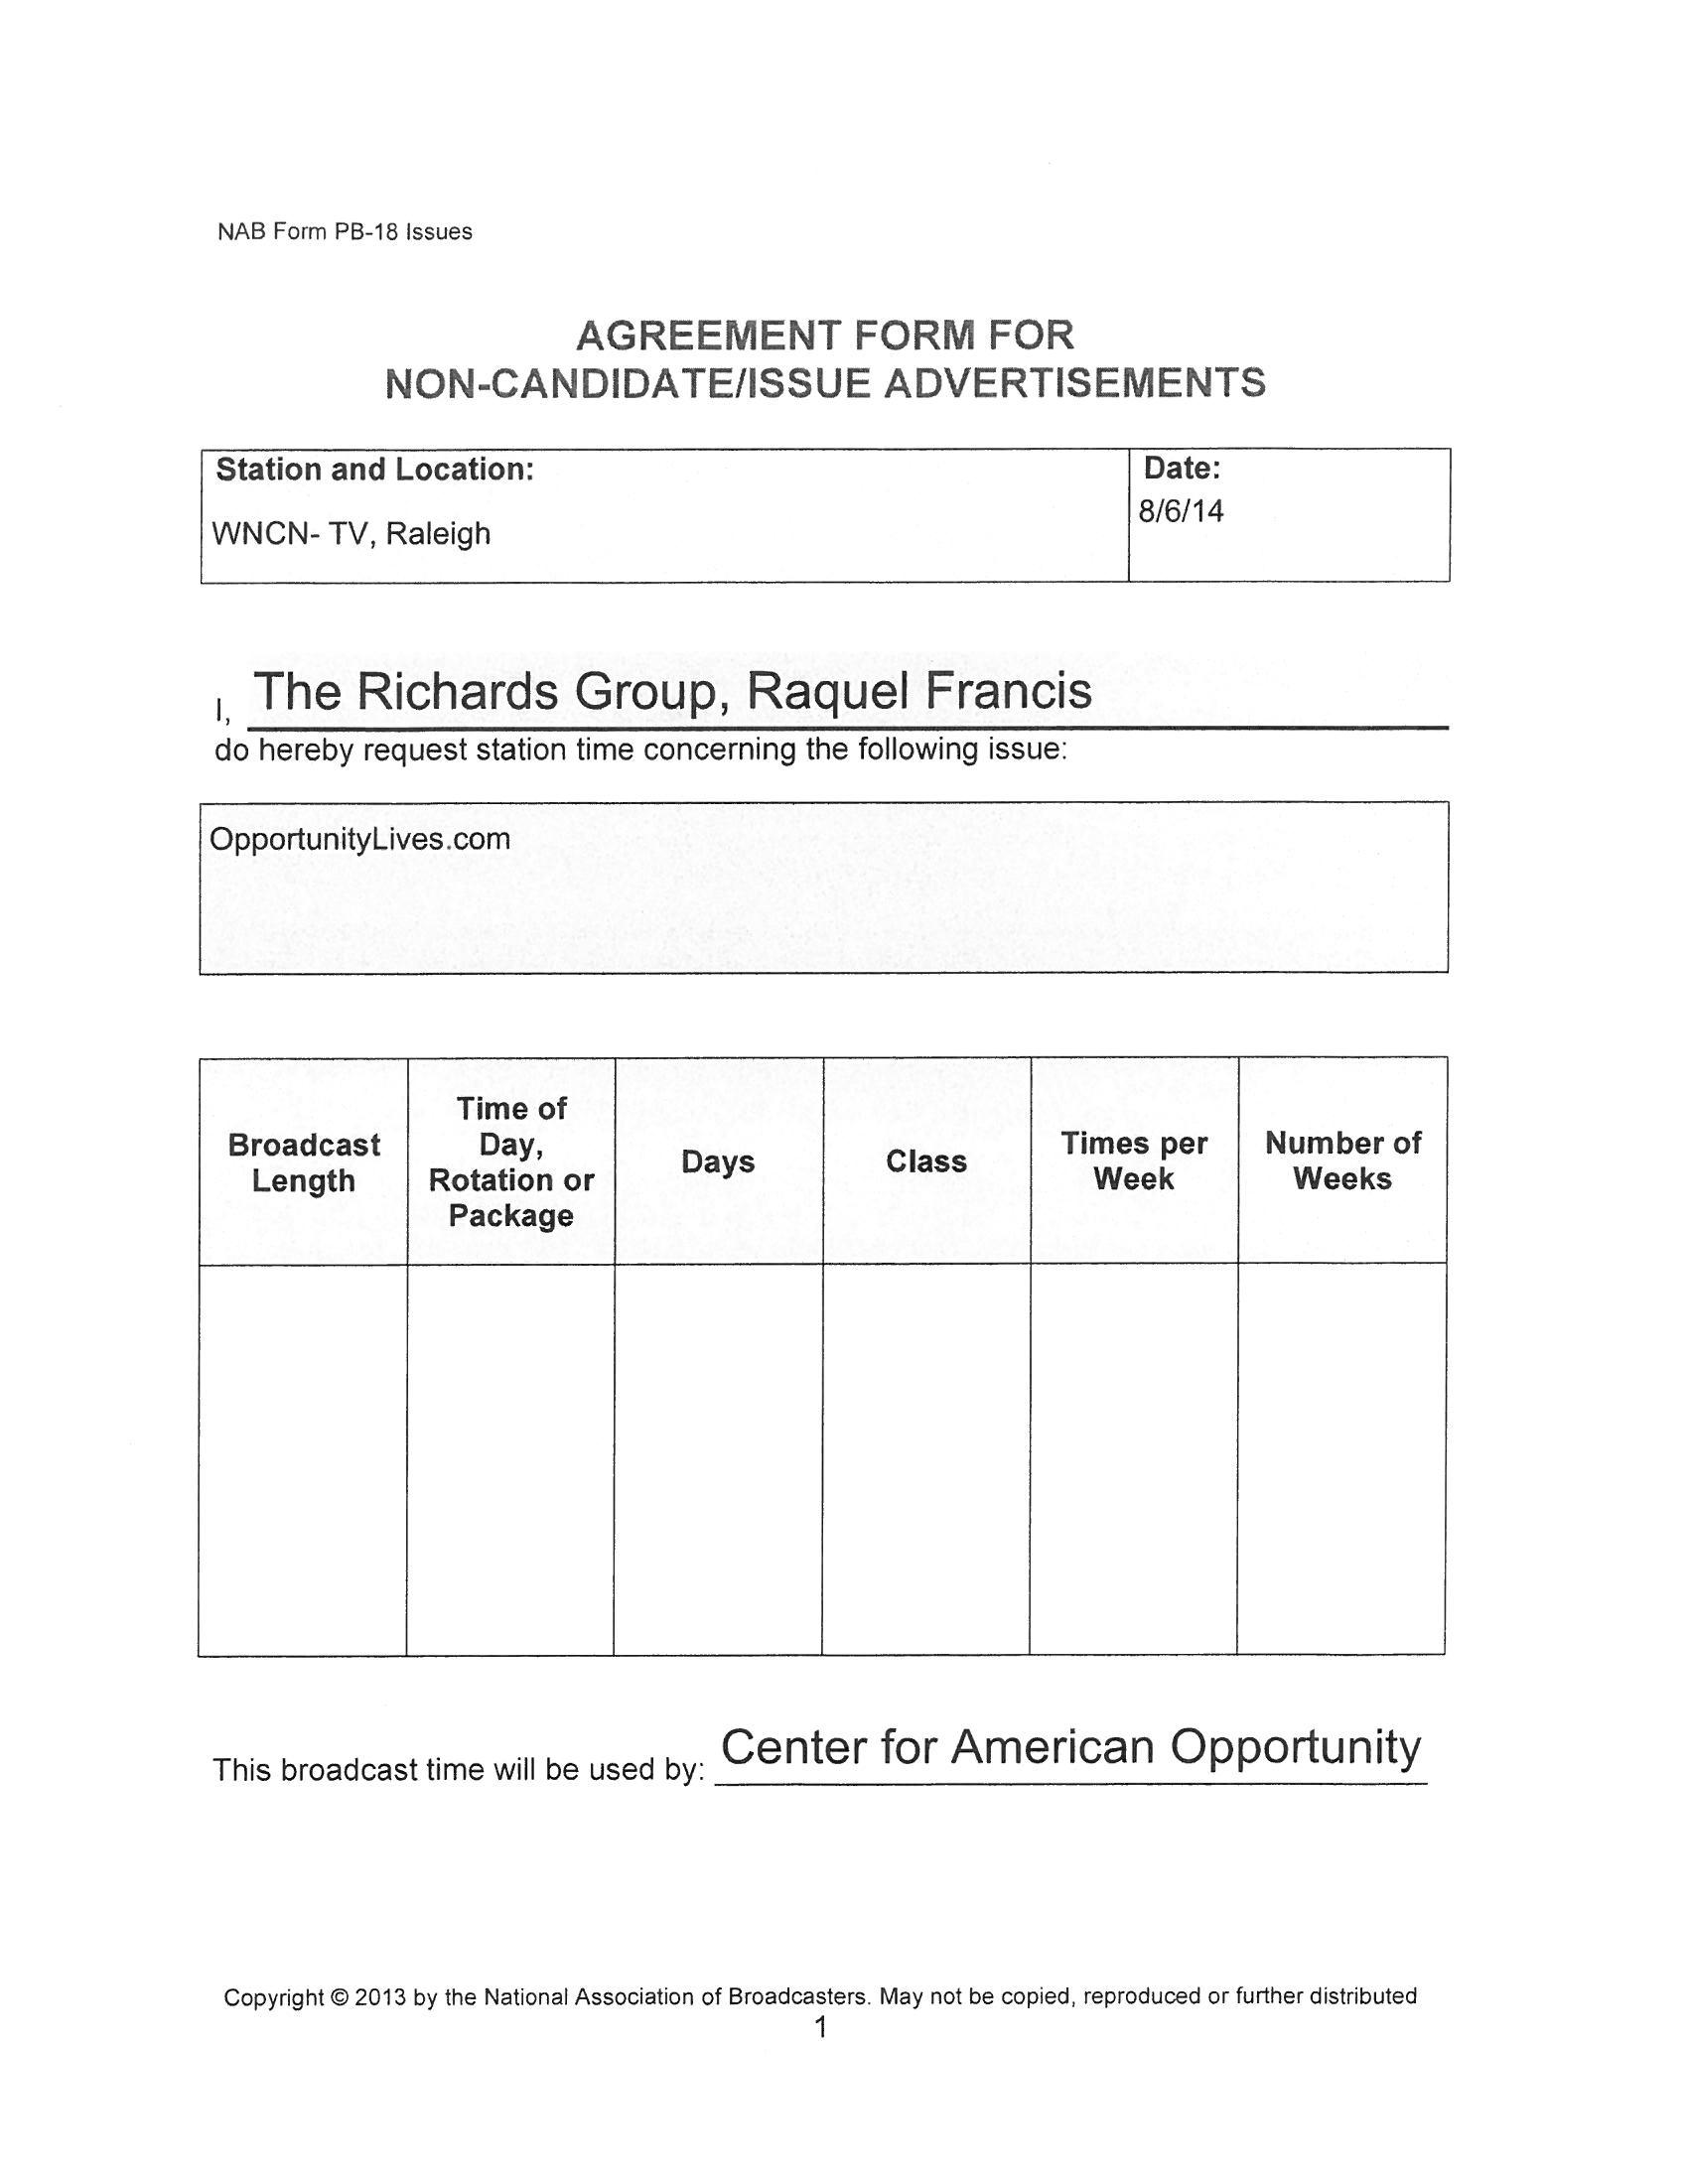 NAB Form PB-18 Issues
AGREEMENT FORM FOR
NON-CANDIDATE/ISSUE ADVERTISEMENTS
Station and Location:
WNCN- TV, Raleigh
Date:
8/6/14
I, The Richards Group, Raquel Francis
do hereby request station time concerning the following issue:
OpportunityLives.com
Broadcast
Length
Time of
Day,
Rotation or
Package
Days
Class
Times per
Week
Number of
Weeks
This broadcast time will be used by: Center for American Opportunity
Copyright © 2013 by the National Association of Broadcasters. May not be copied, reproduced or further distributed
1